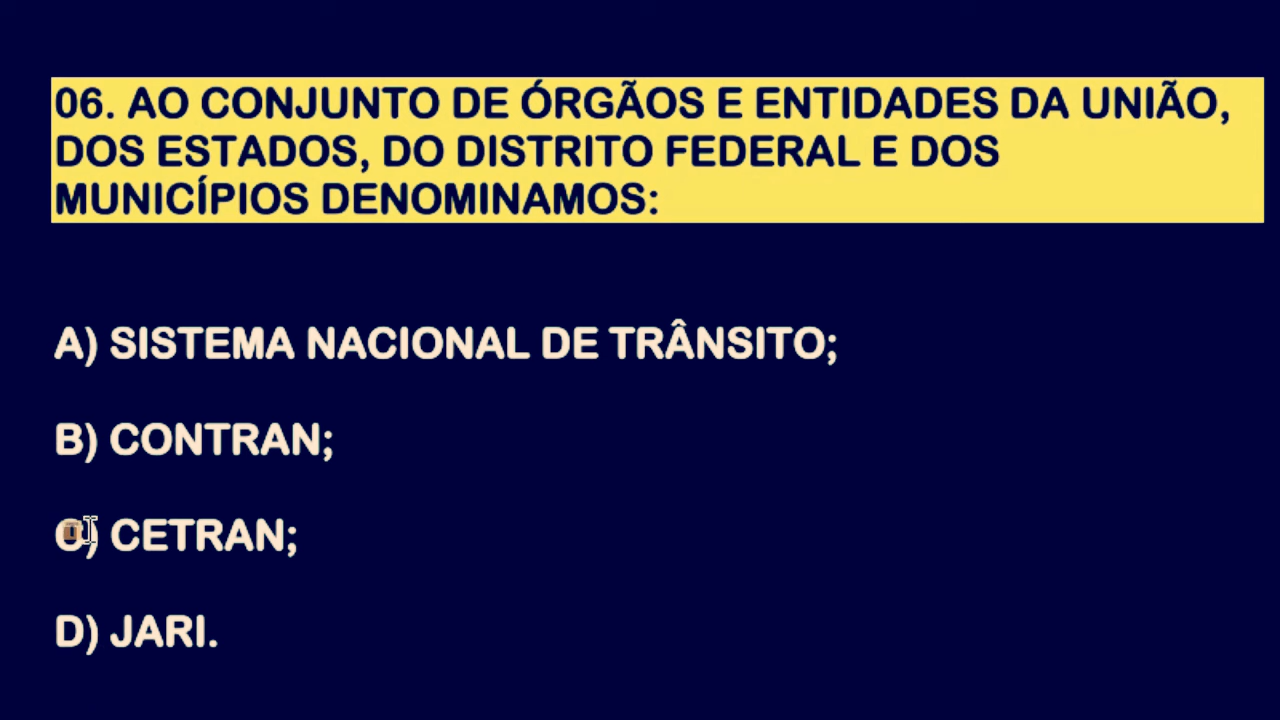 06. AO CONJUNTO DE ÓRGÃOS E ENTIDADES DA UNIÃO,
DOS ESTADOS, DO DISTRITO FEDERAL E DOS
MUNICÍPIOS DENOMINAMOS:
A) SISTEMA NACIONAL DE TRÂNSITO;
B) CONTRAN;
C) CETRAN;
D) JARI.